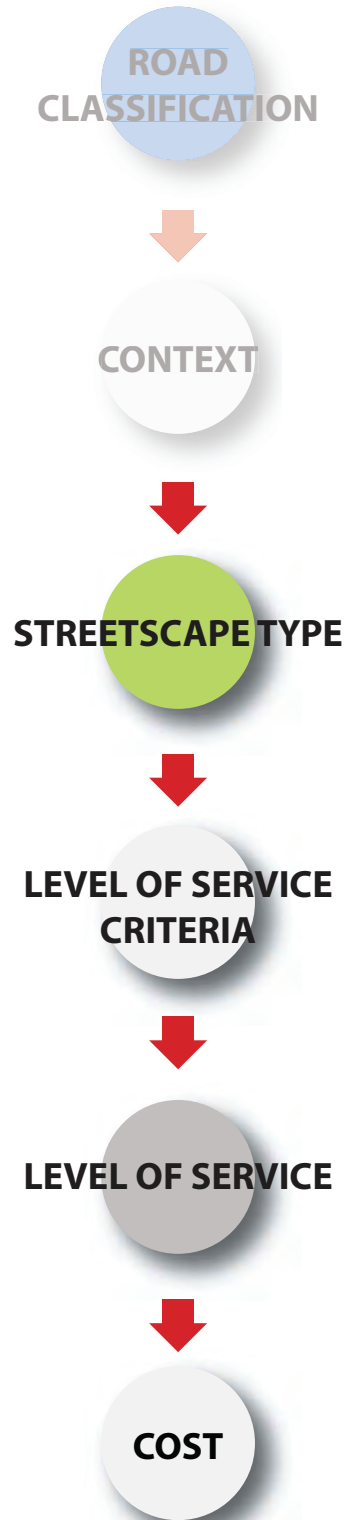 ROAD
CLASSIFICATION
CONTEXT
STREETSCAPE TYPE
LEVEL OF SERVICE
CRITERIA
LEVEL OF SERVICE
COST